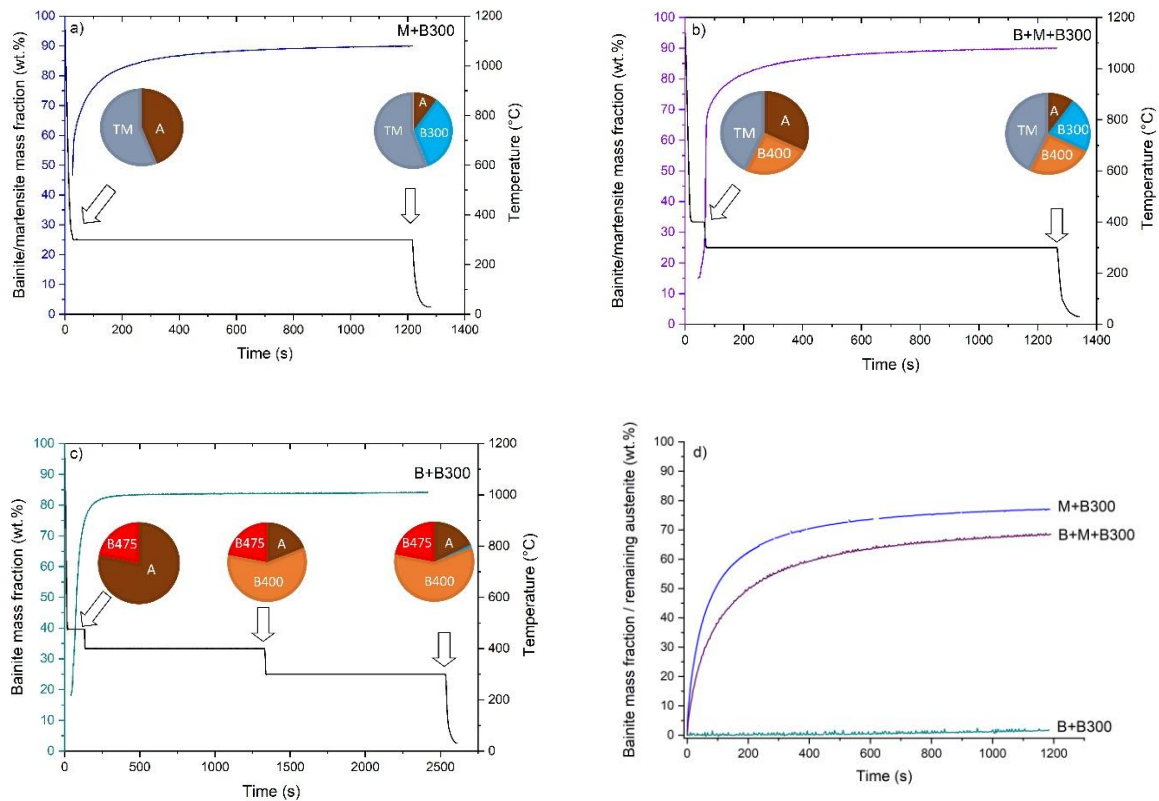 a)
M+B300
Bainite/martensite mass fraction (wt.%)
100
95
90
80
70
60
50
40
30
20
10
0
1200
1000
800
600
400
200
0
Temperature (°C)
TM
A
TM
A
B300
0
200
400
600
800
1000
1200
1400
Time (s)
b)
B+M+B300
Bainite/martensite mass fraction (wt.%)
100
95
90
80
70
60
50
40
30
20
10
0
1200
1000
800
600
400
200
0
Temperature (°C)
TM
A
B400
TM
A
B300
B400
0
200
400
600
800
1000
1200
1400
Time (s)
c)
B+B300
Bainite mass fraction (wt.%)
100
95
90
80
70
60
50
40
30
20
10
0
1200
1000
800
600
400
200
0
Temperature (°C)
B475
A
B475
A
B400
B475
A
B400
0
500
1000
1500
2000
2500
Time (s)
d)
Bainite mass fraction / remaining austenite (wt.%)
100
90
80
70
60
50
40
30
20
10
0
M+B300
B+M+B300
B+B300
0
200
400
600
800
1000
1200
Time (s)